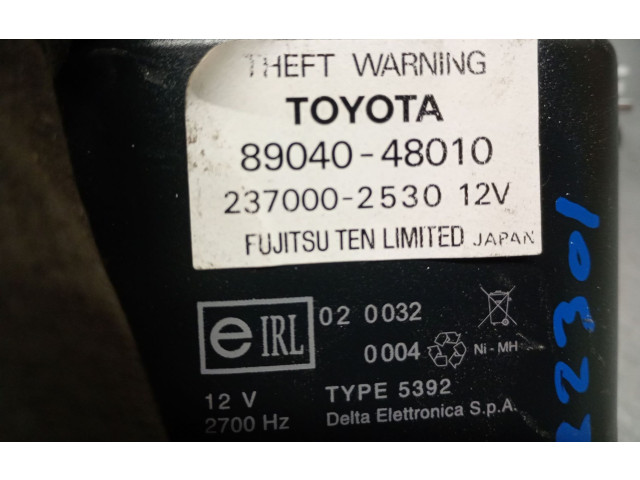 THEFT WARNING
TOYOTA
89040-48010
237000-2530 12V
FUJITSU TEN LIMITED JAPAN
e IRL
02 0032
0004 Ni-MH
12 V TYPE 5392
2700 Hz Delta Elettronica S.p.A.
22301